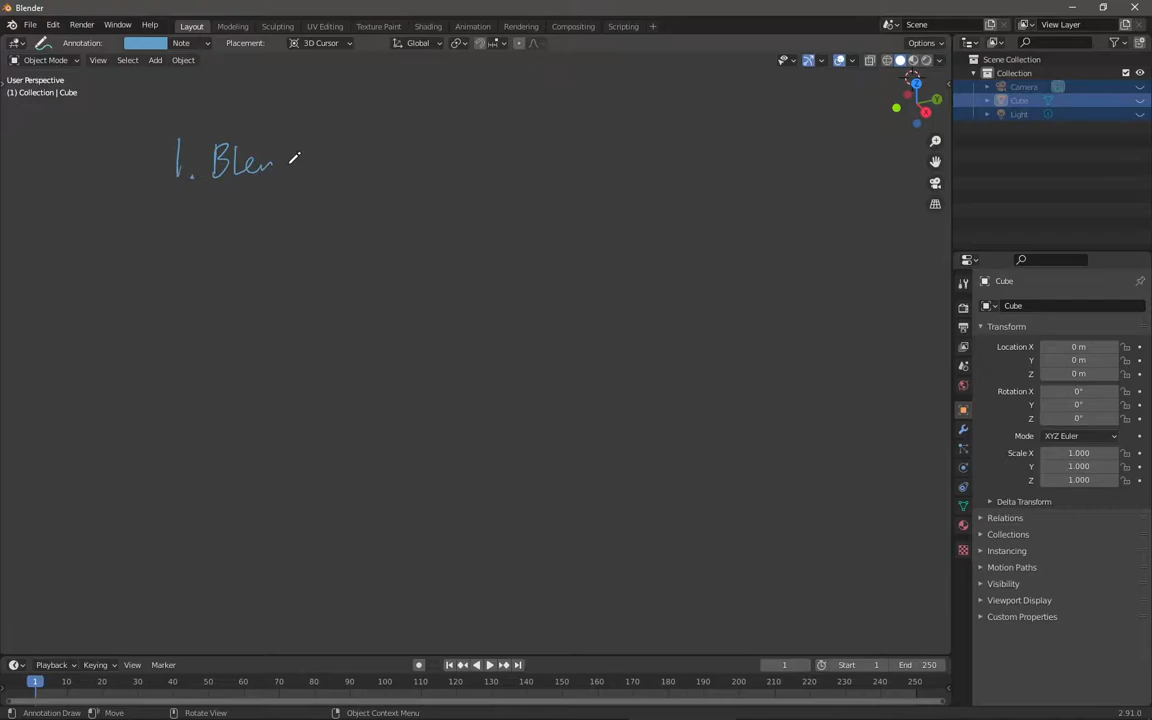 Blender
File Edit Render Window Help
Layout Modeling Sculpting UV Editing Texture Paint Shading Animation Rendering Compositing Scripting +
Scene
View Layer
Annotation: Note Placement: 3D Cursor Global Options
Object Mode View Select Add Object
User Perspective
(1) Collection | Cube
1. Blen
X
Y
Z
Scene Collection
Collection
Camera
Cube
Light
Cube
Cube
Transform
Location X 0 m
Y 0 m
Z 0 m
Rotation X 0°
Y 0°
Z 0°
Mode XYZ Euler
Scale X 1.000
Y 1.000
Z 1.000
Delta Transform
Relations
Collections
Instancing
Motion Paths
Visibility
Viewport Display
Custom Properties
Playback Keying View Marker 1 Start 1 End 250
1 10 20 30 40 50 60 70 80 90 100 110 120 130 140 150 160 170 180 190 200 210 220 230 240 250
Annotation Draw Move Rotate View Object Context Menu 2.91.0